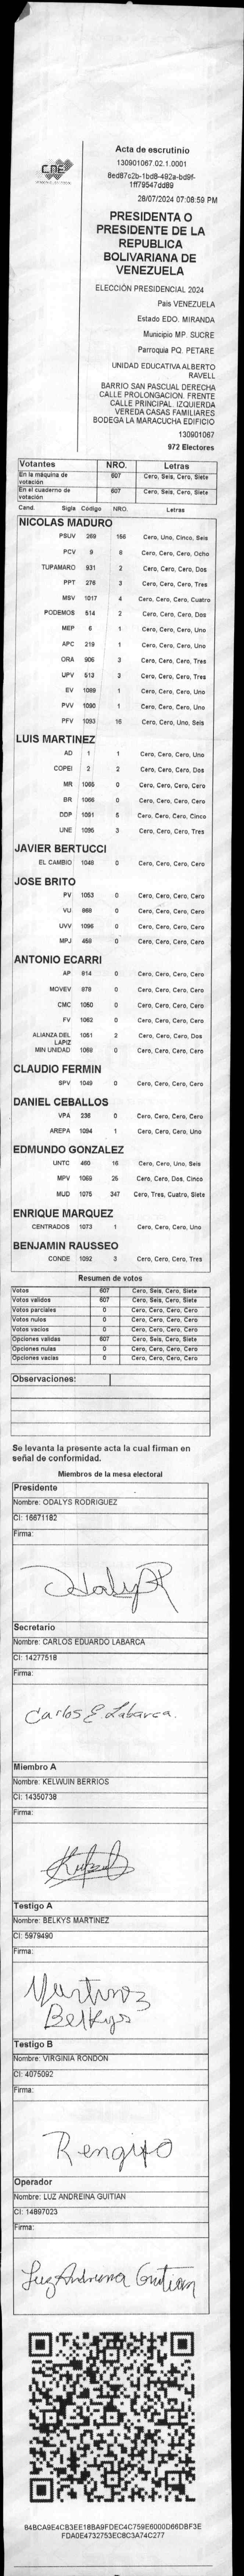 CNE
Acta de escrutinio
130901067.02.1.0001
8ed87c2b-1bd8-492a-bd9f-
1ff79547dd89
28/07/2024 07:08:59 PM
PRESIDENTA O
PRESIDENTE DE LA
REPUBLICA
BOLIVARIANA DE
VENEZUELA
ELECCIÓN PRESIDENCIAL 2024
País VENEZUELA
Estado EDO. MIRANDA
Municipio MP. SUCRE
Parroquia PQ. PETARE
UNIDAD EDUCATIVA ALBERTO
RAVELL
BARRIO SAN PASCUAL DERECHA
CALLE PROLONGACION. FRENTE
CALLE PRINCIPAL. IZQUIERDA
VEREDA CASAS FAMILIARES
BODEGA LA MARACUCHA EDIFICIO
130901067
972 Electores
Votantes NRO. Letras
En la máquina de votación 607 Cero, Seis, Cero, Siete
En el cuaderno de votación 607 Cero, Seis, Cero, Siete
Cand. Sigla Código NRO. Letras
NICOLAS MADURO
PSUV 269 156 Cero, Uno, Cinco, Seis
PCV 9 8 Cero, Cero, Cero, Ocho
TUPAMARO 931 2 Cero, Cero, Cero, Dos
PPT 276 3 Cero, Cero, Cero, Tres
MSV 1017 4 Cero, Cero, Cero, Cuatro
PODEMOS 514 2 Cero, Cero, Cero, Dos
MEP 6 1 Cero, Cero, Cero, Uno
APC 219 1 Cero, Cero, Cero, Uno
ORA 906 3 Cero, Cero, Cero, Tres
UPV 513 3 Cero, Cero, Cero, Tres
EV 1089 1 Cero, Cero, Cero, Uno
PVV 1090 1 Cero, Cero, Cero, Uno
PFV 1093 16 Cero, Cero, Uno, Seis
LUIS MARTINEZ
AD 1 1 Cero, Cero, Cero, Uno
COPEI 2 2 Cero, Cero, Cero, Dos
MR 1065 0 Cero, Cero, Cero, Cero
BR 1066 0 Cero, Cero, Cero, Cero
DDP 1091 5 Cero, Cero, Cero, Cinco
UNE 1095 3 Cero, Cero, Cero, Tres
JAVIER BERTUCCI
EL CAMBIO 1048 0 Cero, Cero, Cero, Cero
JOSE BRITO
PV 1053 0 Cero, Cero, Cero, Cero
VU 868 0 Cero, Cero, Cero, Cero
UVV 1096 0 Cero, Cero, Cero, Cero
MPJ 459 0 Cero, Cero, Cero, Cero
ANTONIO ECARRI
AP 814 0 Cero, Cero, Cero, Cero
MOVEV 878 0 Cero, Cero, Cero, Cero
CMC 1050 0 Cero, Cero, Cero, Cero
FV 1062 0 Cero, Cero, Cero, Cero
ALIANZA DEL LAPIZ 1051 2 Cero, Cero, Cero, Dos
MIN UNIDAD 1088 0 Cero, Cero, Cero, Cero
CLAUDIO FERMIN
SPV 1049 0 Cero, Cero, Cero, Cero
DANIEL CEBALLOS
VPA 236 0 Cero, Cero, Cero, Cero
AREPA 1094 1 Cero, Cero, Cero, Uno
EDMUNDO GONZALEZ
UNTC 460 16 Cero, Cero, Uno, Seis
MPV 1069 25 Cero, Cero, Dos, Cinco
MUD 1075 347 Cero, Tres, Cuatro, Siete
ENRIQUE MARQUEZ
CENTRADOS 1073 1 Cero, Cero, Cero, Uno
BENJAMIN RAUSSEO
CONDE 1092 3 Cero, Cero, Cero, Tres
Resumen de votos
Votos 607 Cero, Seis, Cero, Siete
Votos validos 607 Cero, Seis, Cero, Siete
Votos parciales 0 Cero, Cero, Cero, Cero
Votos nulos 0 Cero, Cero, Cero, Cero
Votos vacios 0 Cero, Cero, Cero, Cero
Opciones validas 607 Cero, Seis, Cero, Siete
Opciones nulas 0 Cero, Cero, Cero, Cero
Opciones vacias 0 Cero, Cero, Cero, Cero
Observaciones:
Se levanta la presente acta la cual firman en
señal de conformidad.
Miembros de la mesa electoral
Presidente
Nombre: ODALYS RODRIGUEZ
CI: 16671182
Firma:
OdalysR
Secretario
Nombre: CARLOS EDUARDO LABARCA
CI: 14277518
Firma:
Carlos E. Labarca.
Miembro A
Nombre: KELWUIN BERRIOS
CI: 14350738
Firma:
Testigo A
Nombre: BELKYS MARTINEZ
CI: 5979490
Firma:
Martinez
Belkys
Testigo B
Nombre: VIRGINIA RONDON
CI: 4075092
Firma:
Rengifo
Operador
Nombre: LUZ ANDREINA GUITIAN
CI: 14897023
Firma:
Luz Andreina Guitian
84BCA9E4CB3EE18BA9FDEC4C759E6000D66DBF3E
FDA0E4732753EC8C3A74C277